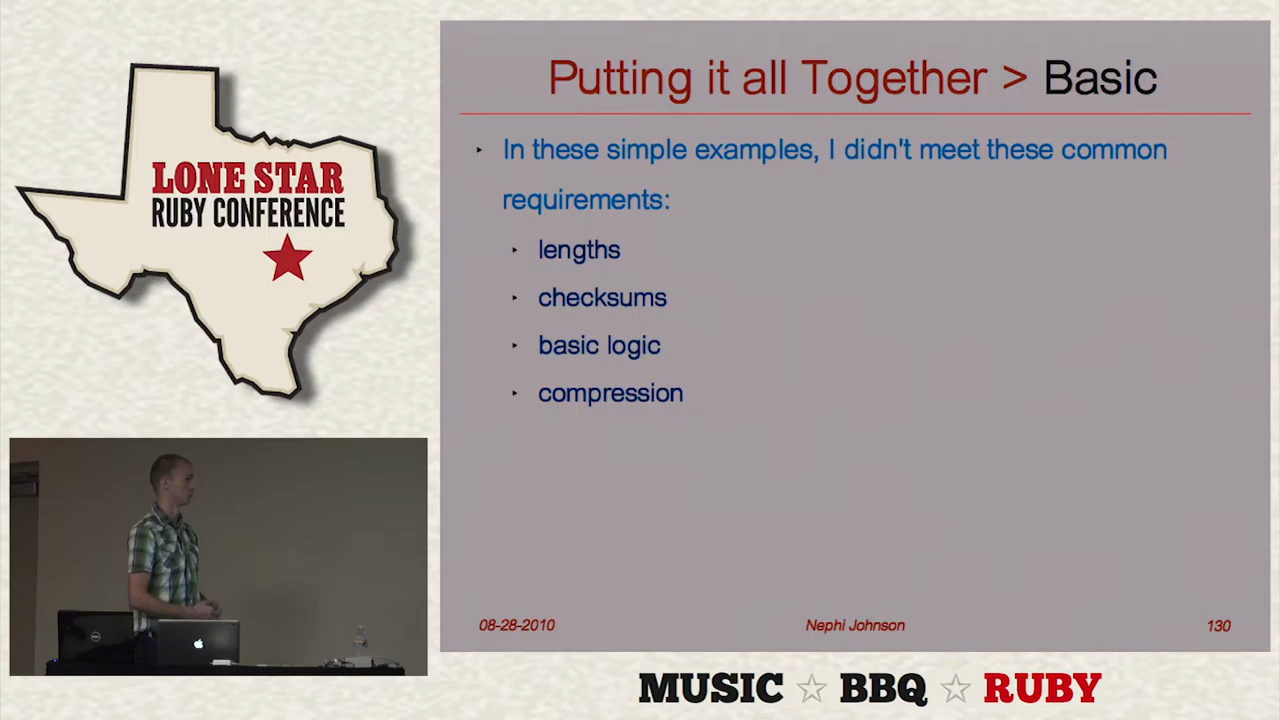 LONE STAR
RUBY CONFERENCE
Putting it all Together > Basic
In these simple examples, I didn't meet these common
requirements:
lengths
checksums
basic logic
compression
08-28-2010
Nephi Johnson
130
MUSIC ☆ BBQ ☆ RUBY